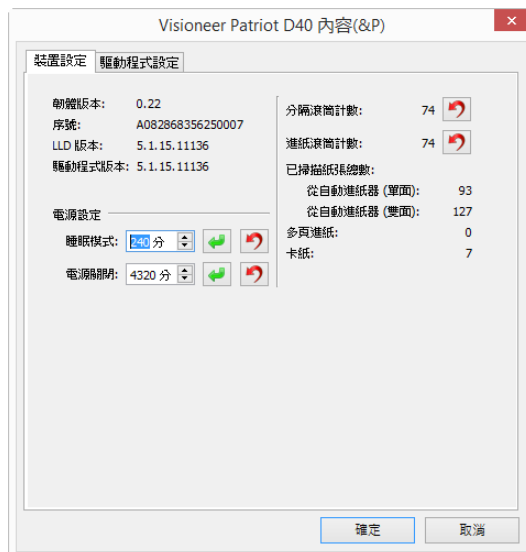 Visioneer Patriot D40 內容(&P)
裝置設定
驅動程式設定
韌體版本: 0.22
序號: A082868356250007
LLD 版本: 5.1.15.11136
驅動程式版本: 5.1.15.11136
電源設定
睡眠模式: 240 分
電源關閉: 4320 分
分隔滾筒計數: 74
進紙滾筒計數: 74
已掃描紙張總數:
從自動進紙器 (單面): 93
從自動進紙器 (雙面): 127
多頁進紙: 0
卡紙: 7
確定
取消